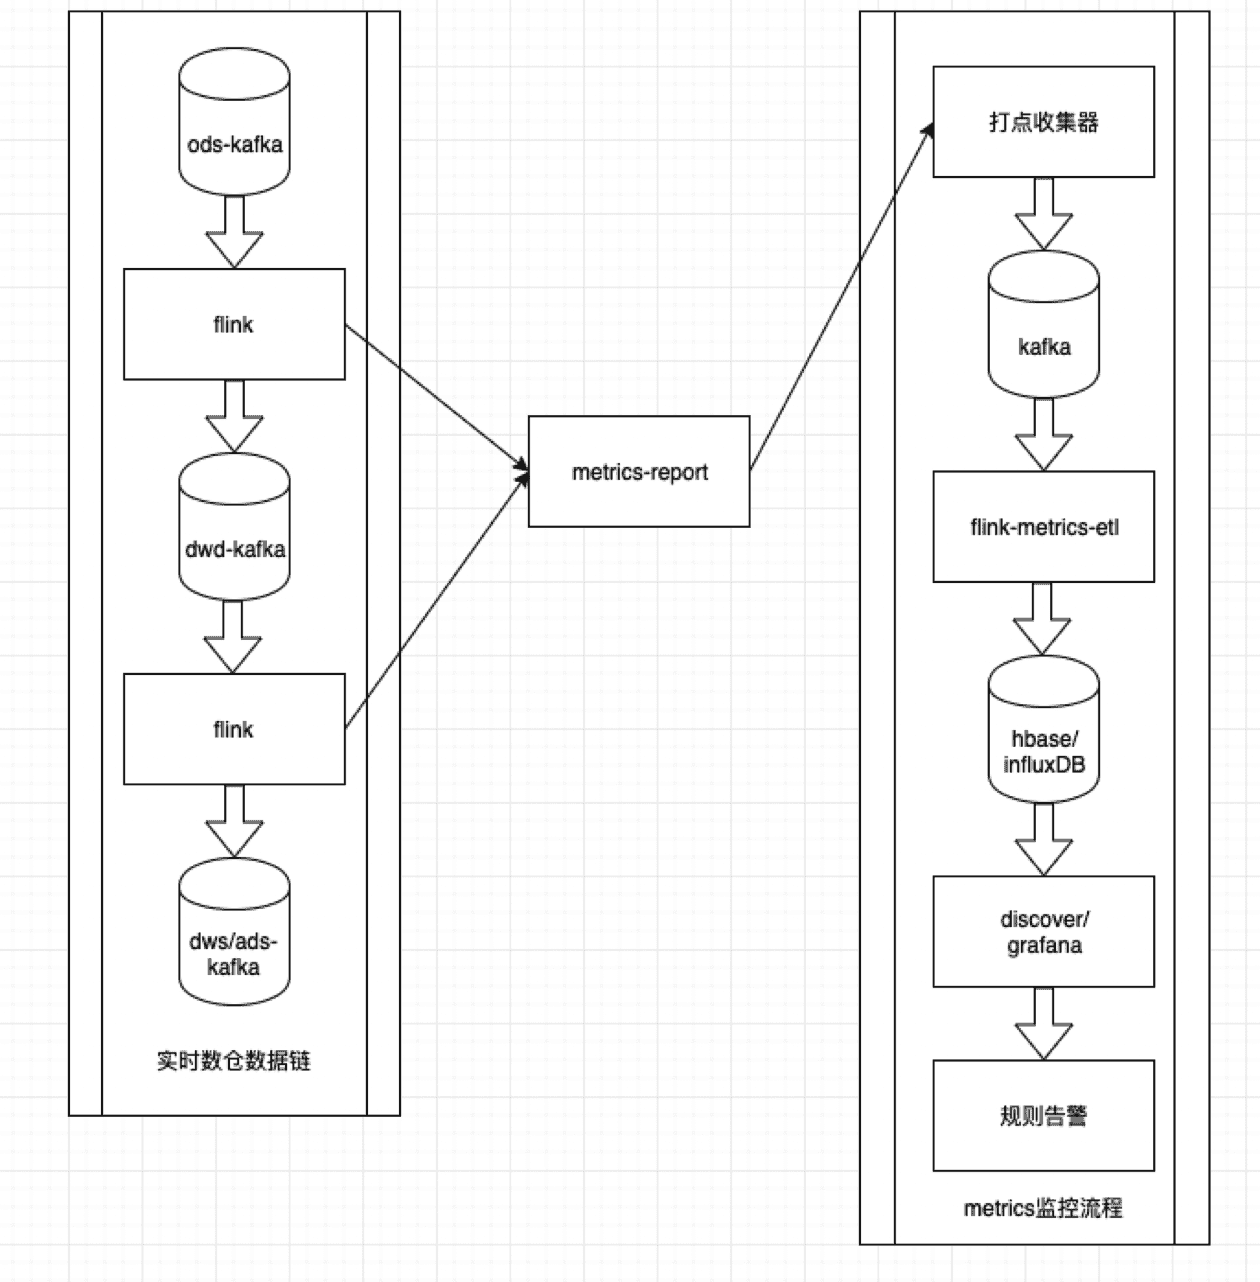 ods-kafka
flink
dwd-kafka
flink
dws/ads-
kafka
实时数仓数据链
metrics-report
打点收集器
kafka
flink-metrics-etl
hbase/
influxDB
discover/
grafana
规则告警
metrics监控流程